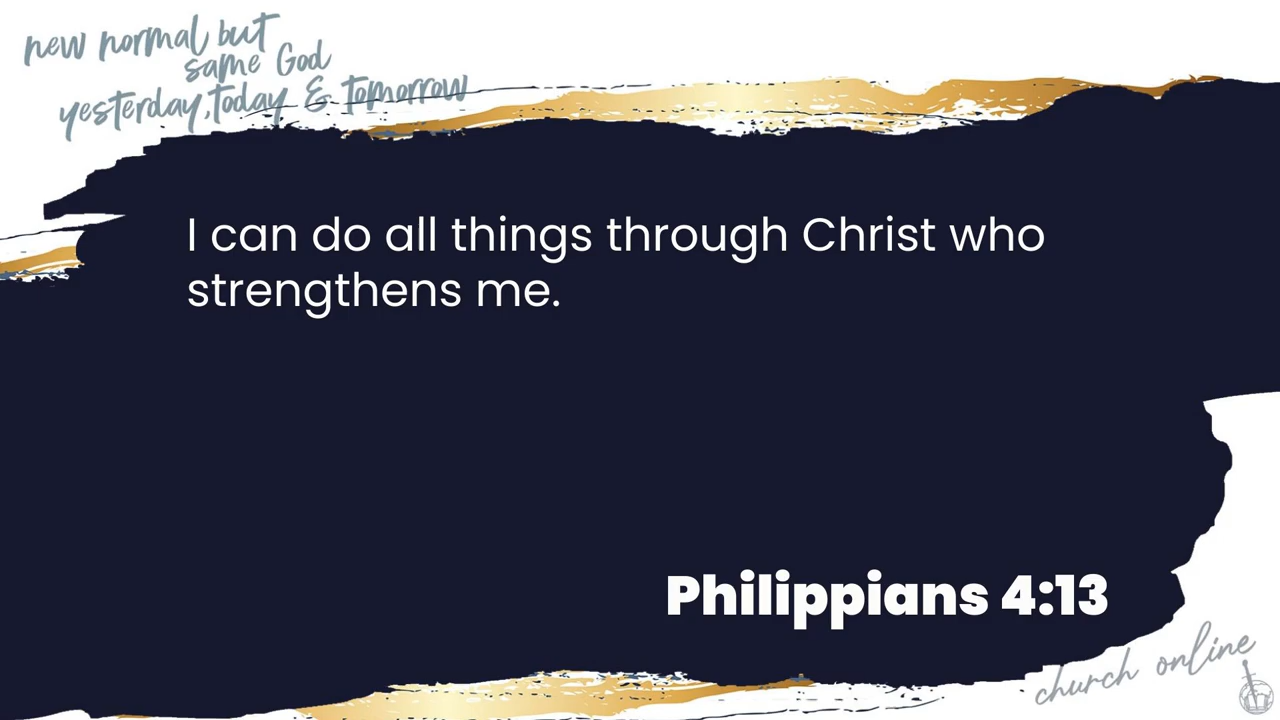 new normal but
same God
yesterday, today & tomorrow
I can do all things through Christ who
strengthens me.
Philippians 4:13
church online